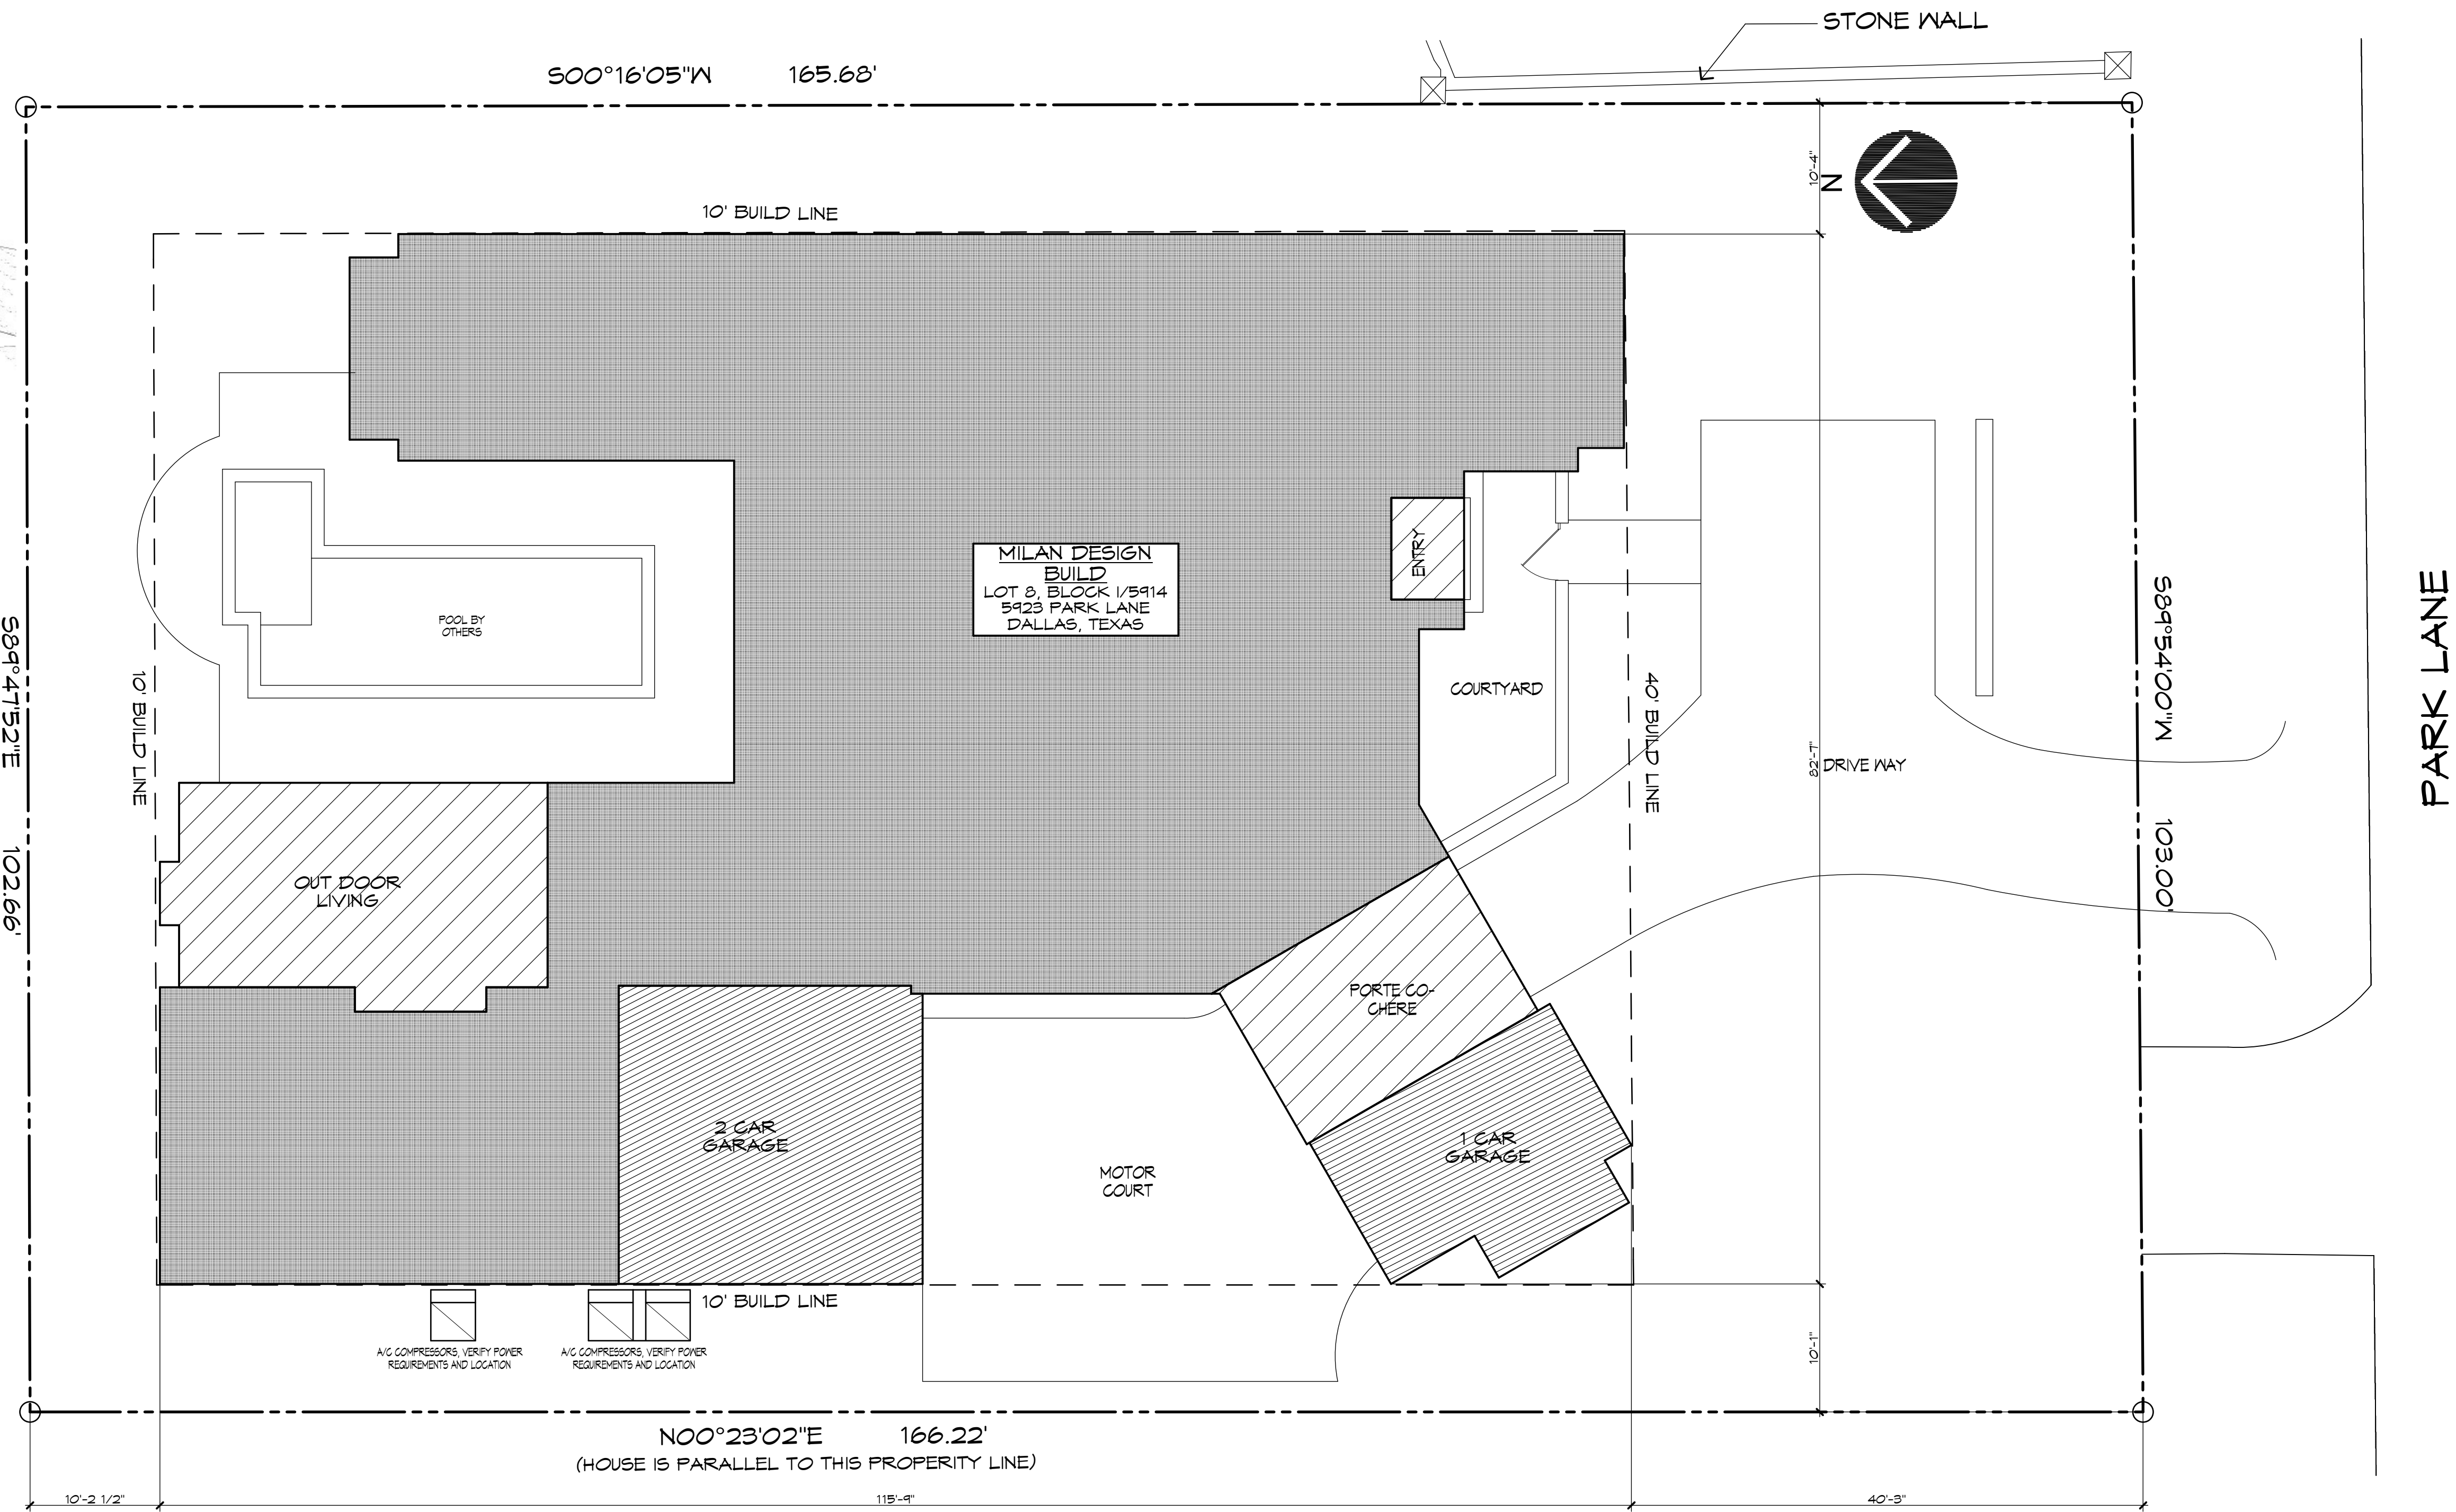 STONE WALL
S00°16'05"W 165.68'
10'-4"
N
10' BUILD LINE
MILAN DESIGN
BUILD
LOT 8, BLOCK 1/5914
5923 PARK LANE
DALLAS, TEXAS
ENTRY
POOL BY
OTHERS
COURTYARD
S89°47'52"E 102.66'
10' BUILD LINE
40' BUILD LINE
82'-7"
DRIVE WAY
S89°54'00"W 103.00'
PARK LANE
OUT DOOR
LIVING
PORTE CO-
CHERE
2 CAR
GARAGE
1 CAR
GARAGE
MOTOR
COURT
10' BUILD LINE
A/C COMPRESSORS, VERIFY POWER
REQUIREMENTS AND LOCATION
A/C COMPRESSORS, VERIFY POWER
REQUIREMENTS AND LOCATION
10'-1"
N00°23'02"E 166.22'
(HOUSE IS PARALLEL TO THIS PROPERITY LINE)
10'-2 1/2"
115'-9"
40'-3"